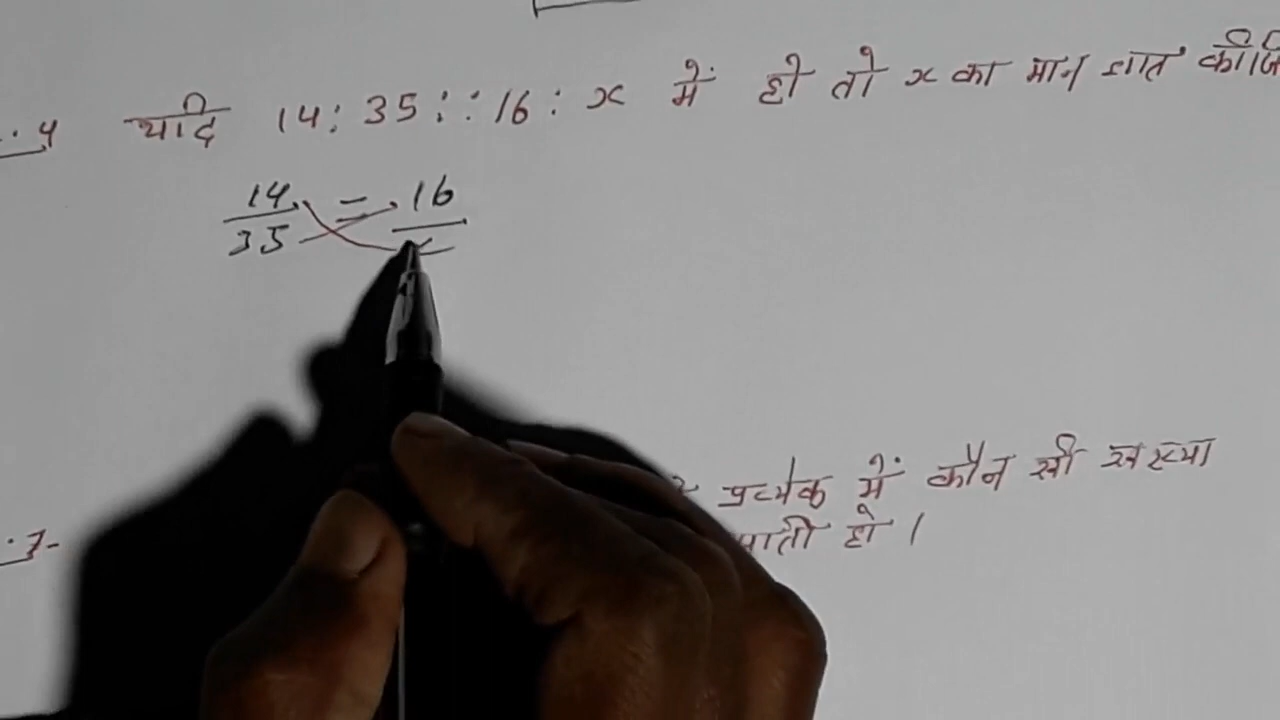 . 4 यदि 14 : 35 :: 16 : x में हो तो x का मान ज्ञात
14/35 = 16/
. 7- प्रत्येक में कौन सी संख्या
हो ।